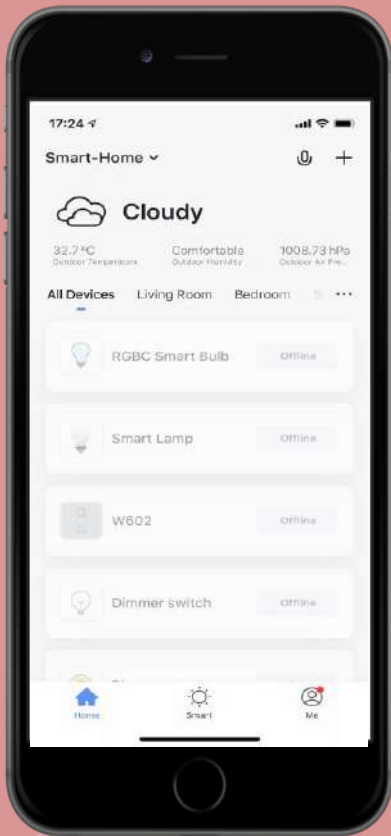 17:24
Smart-Home
Cloudy
32.7 °C Comfortable 1008.73 hPa
Outdoor Temperature Outdoor Humidity Outdoor Air Pre...
All Devices Living Room Bedroom ...
RGBC Smart Bulb Offline
Smart Lamp Offline
W602 Offline
Dimmer switch Offline
Home Smart Me